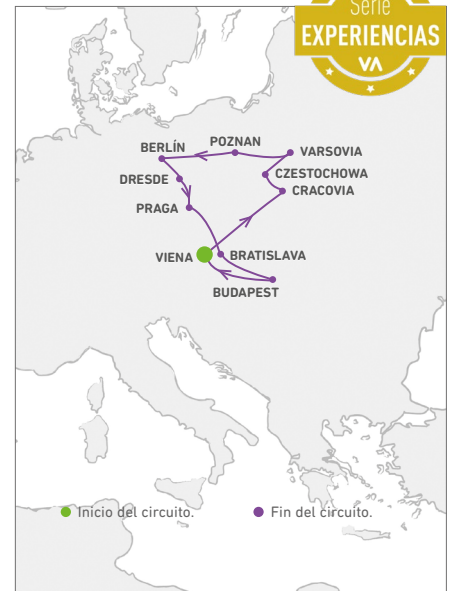 Serie
EXPERIENCIAS
VA
BERLÍN
POZNAN
VARSOVIA
DRESDE
CZESTOCHOWA
CRACOVIA
PRAGA
VIENA
BRATISLAVA
BUDAPEST
Inicio del circuito.
Fin del circuito.